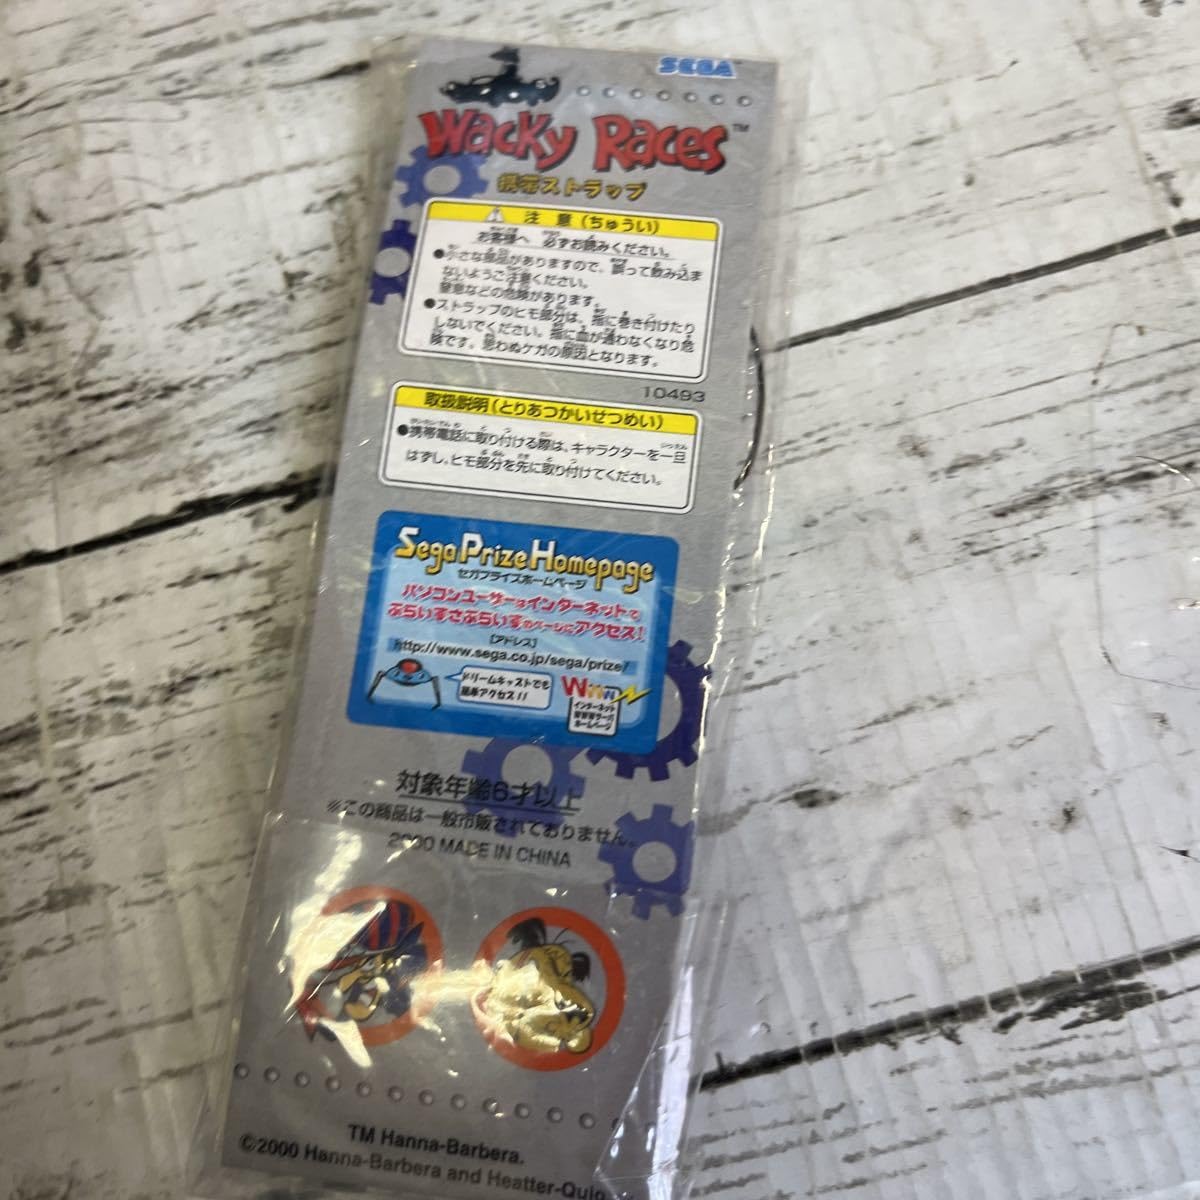 SEGA
Wacky Races™
携帯ストラップ
注 意(ちゅうい)
お客様へ 必ずお読みください。
●小さな部品がありますので、誤って飲み込ま
ないようご注意ください。
窒息などの危険があります。
●ストラップのヒモ部分は、指に巻き付けたり
しないでください。指に血が通わなくなり危
険です。思わぬケガの原因となります。
10493
取扱説明(とりあつかいせつめい)
●携帯電話に取り付ける際は、キャラクターを一旦
はずし、ヒモ部分を先に取り付けてください。
Sega Prize Homepage
セガプライズホームページ
パソコンユーザーはインターネットで
ぷらいずさぷらいずのページにアクセス!
[アドレス]
http://www.sega.co.jp/sega/prize/
ドリームキャストでも
簡単アクセス!!
インターネット
ホームページ
対象年齢6才以上
※この商品は一般市販されておりません。
2000 MADE IN CHINA
TM Hanna-Barbera.
©2000 Hanna-Barbera and Heatter-Quig